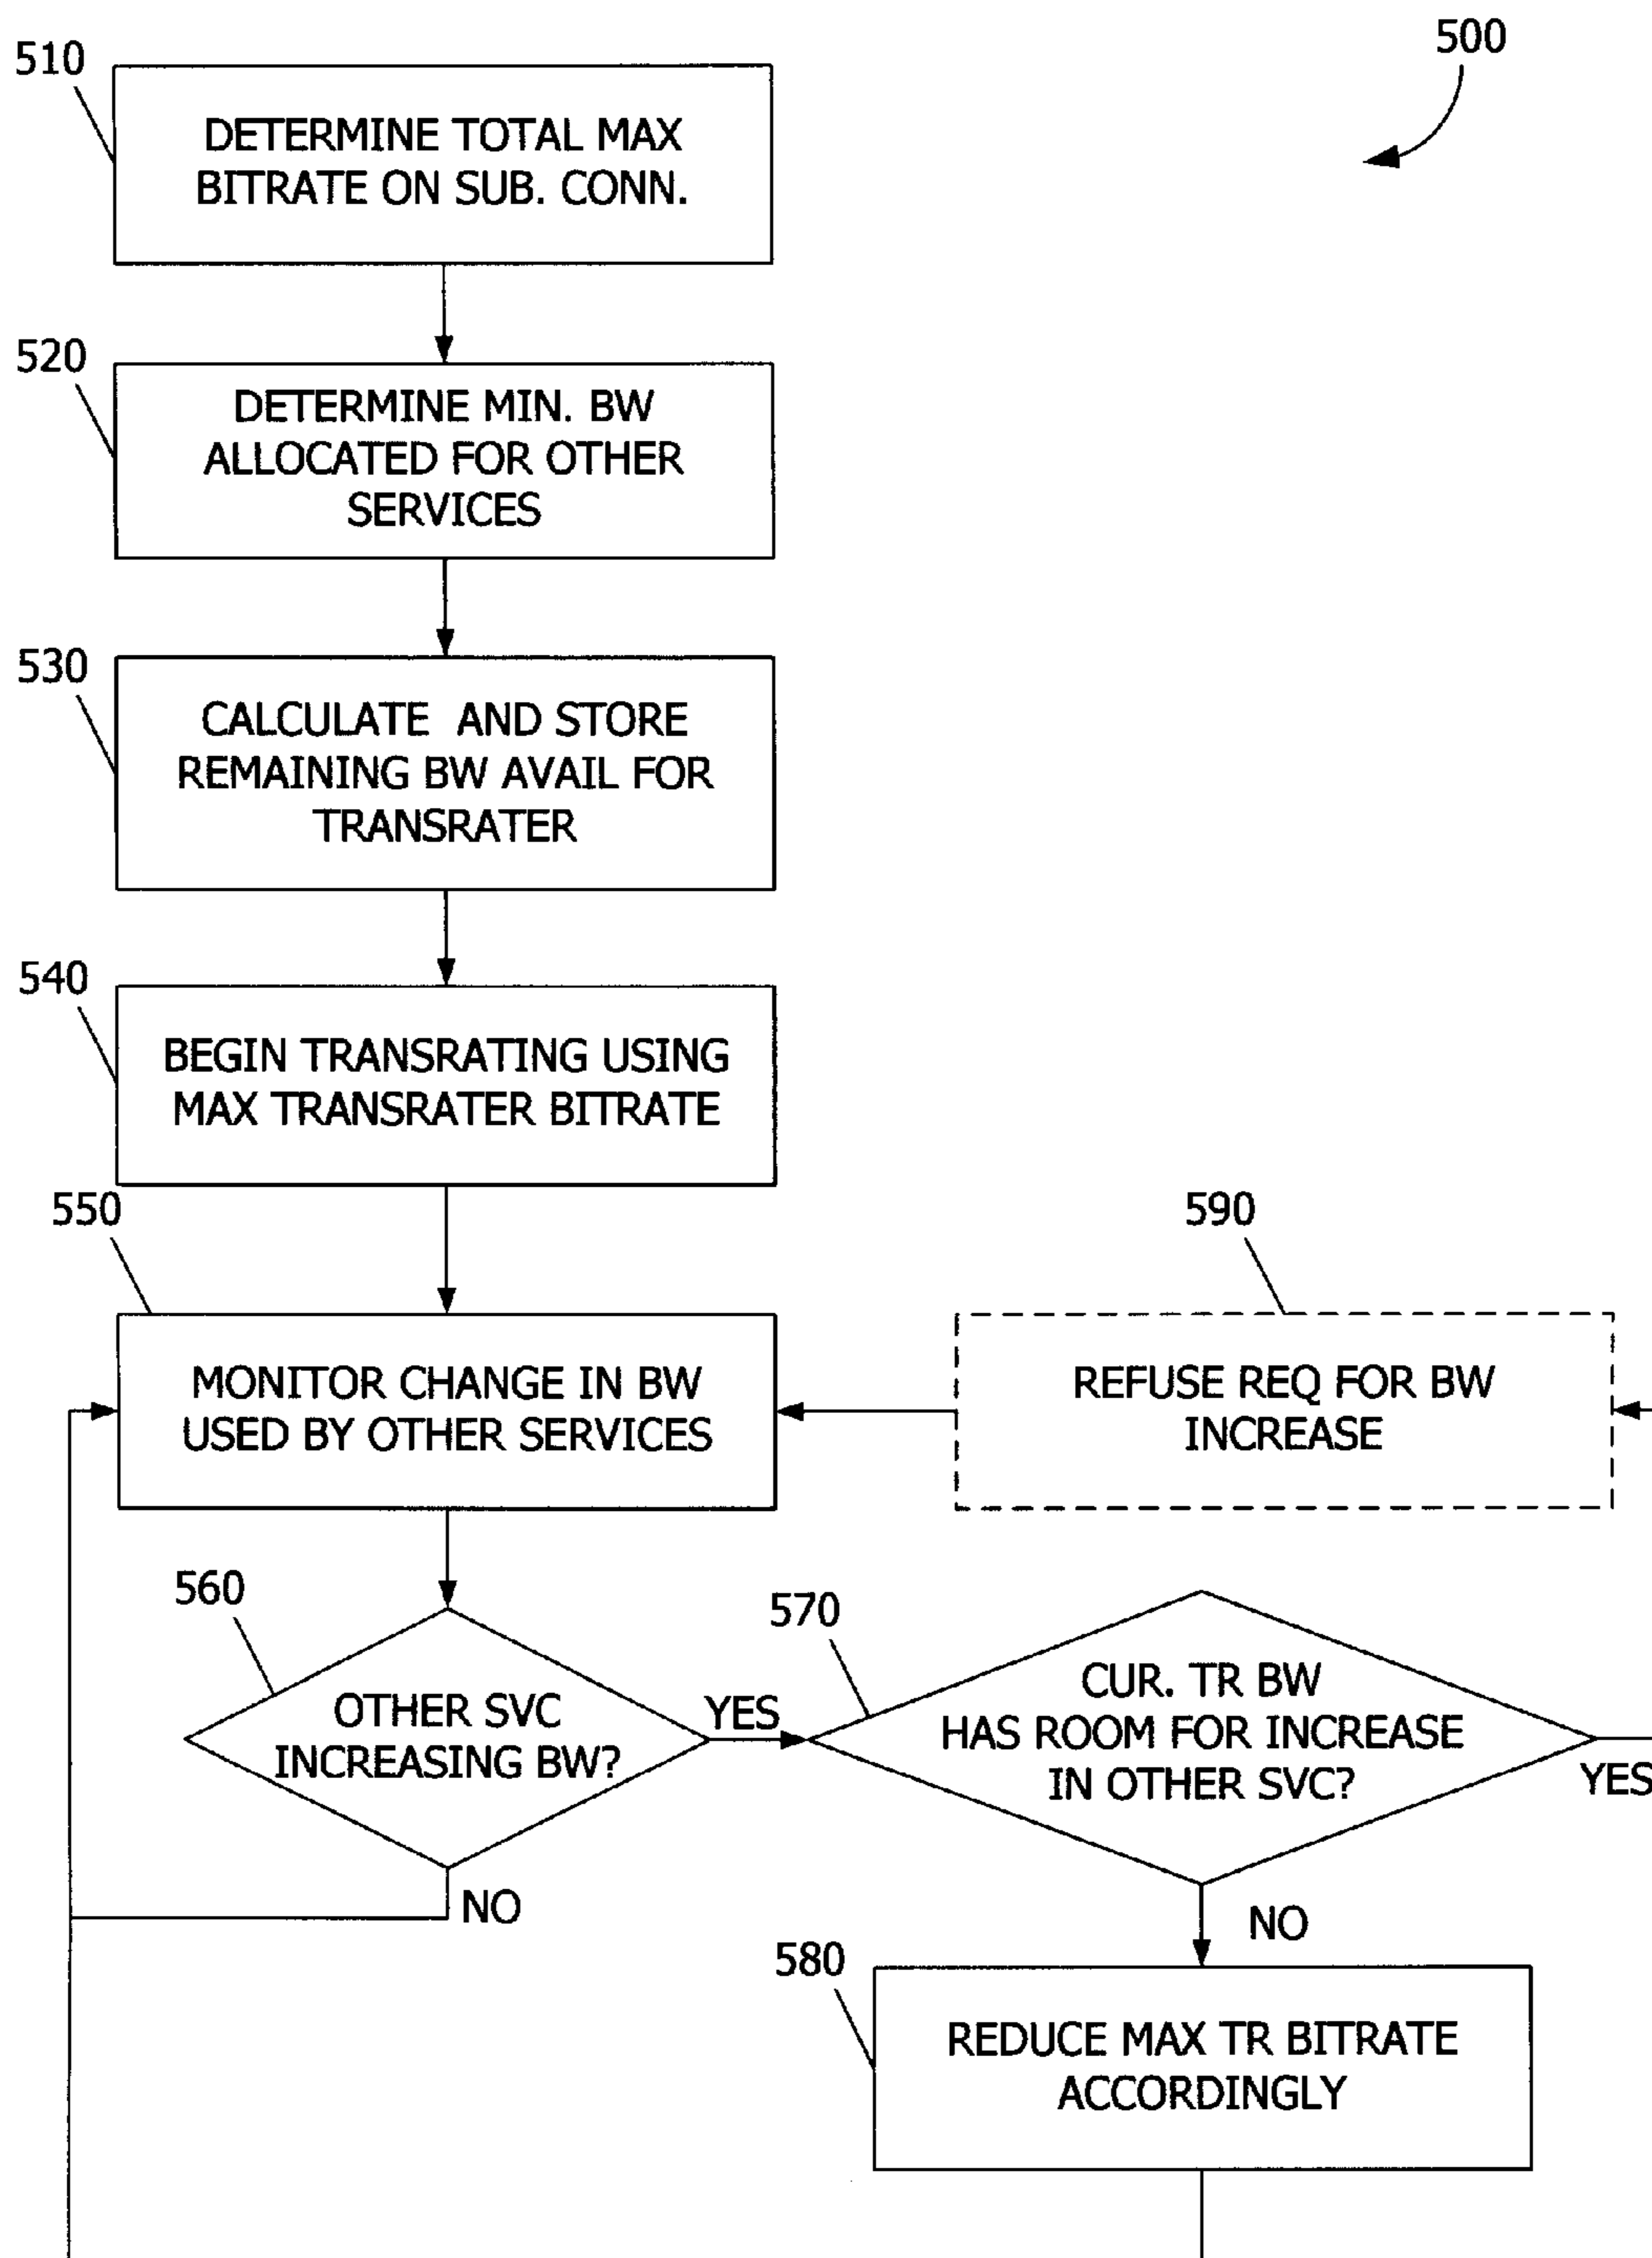 500
510
DETERMINE TOTAL MAX
BITRATE ON SUB. CONN.
520
DETERMINE MIN. BW
ALLOCATED FOR OTHER
SERVICES
530
CALCULATE AND STORE
REMAINING BW AVAIL FOR
TRANSRATER
540
BEGIN TRANSRATING USING
MAX TRANSRATER BITRATE
550
MONITOR CHANGE IN BW
USED BY OTHER SERVICES
590
REFUSE REQ FOR BW
INCREASE
560
OTHER SVC
INCREASING BW?
YES
NO
570
CUR. TR BW
HAS ROOM FOR INCREASE
IN OTHER SVC?
YES
NO
580
REDUCE MAX TR BITRATE
ACCORDINGLY